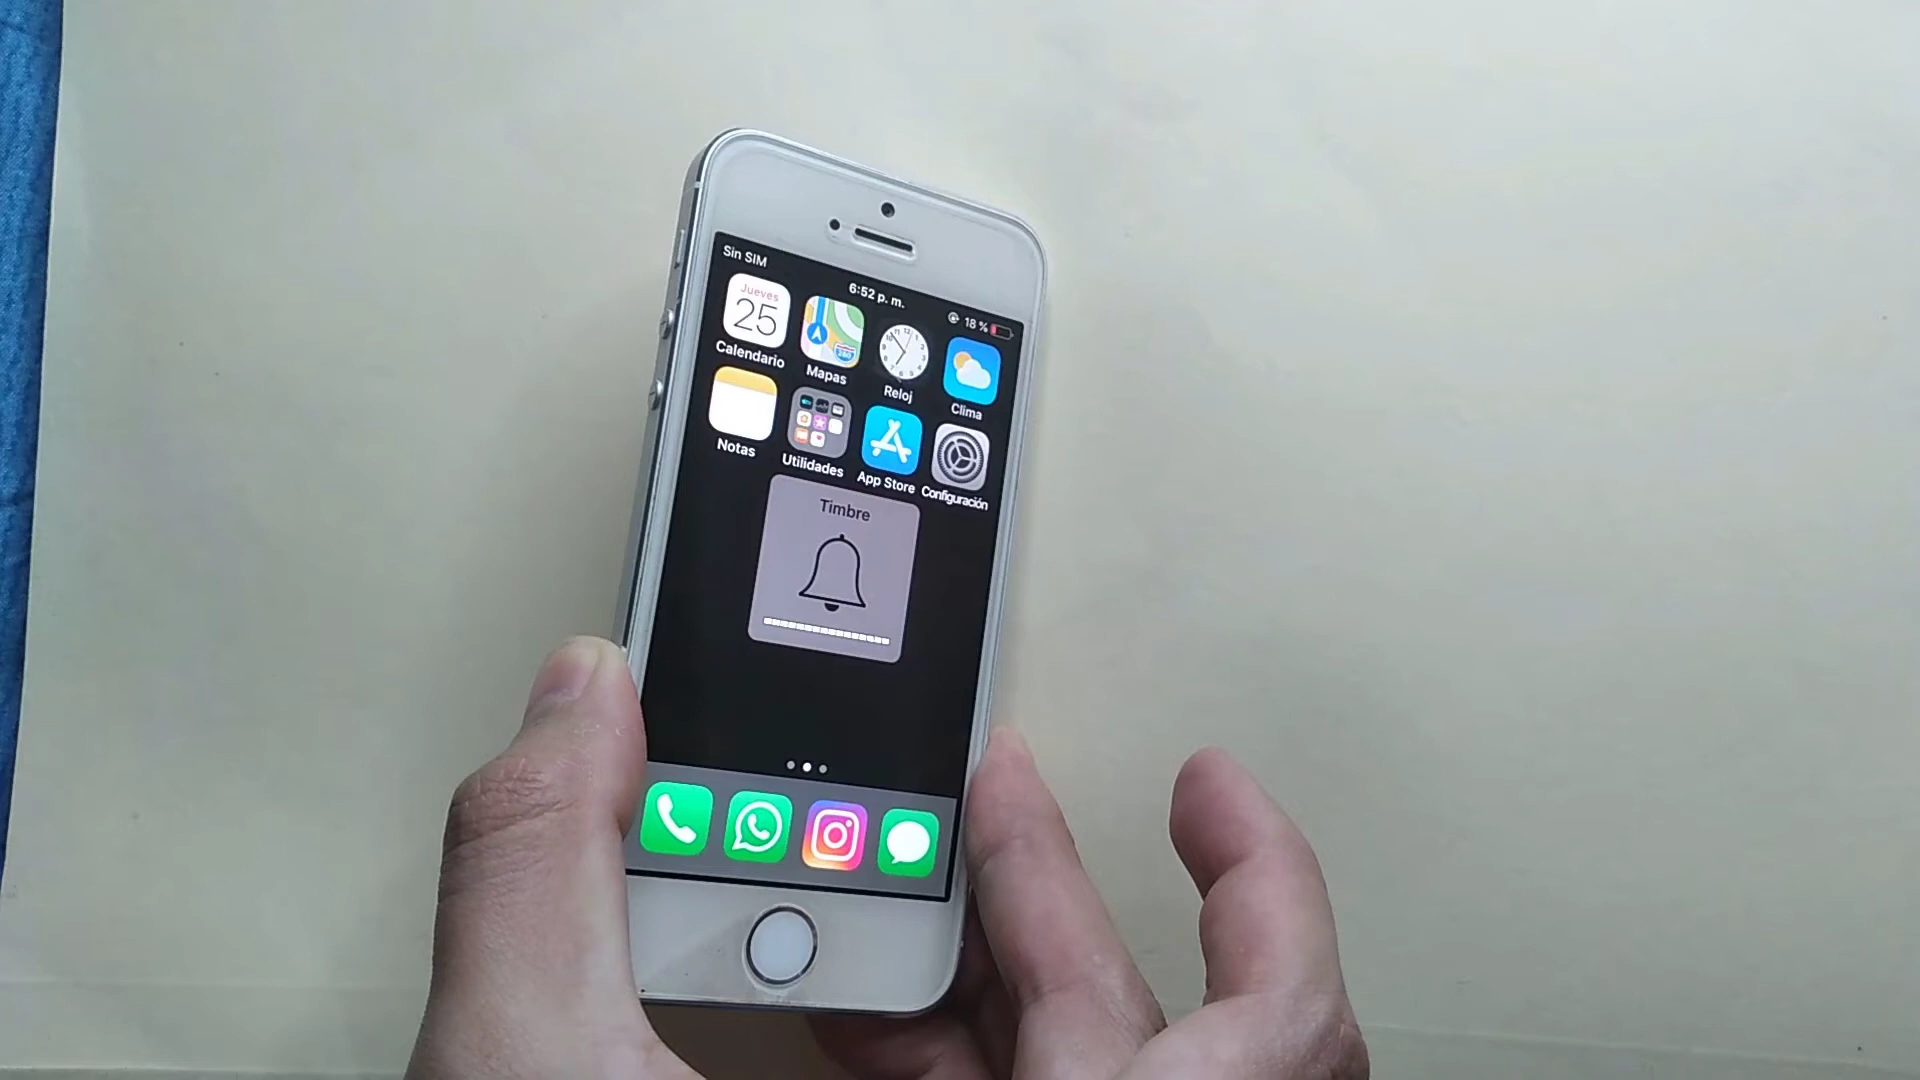 Sin SIM
6:52 p. m.
18 %
Jueves
25
Calendario
Mapas
Reloj
Clima
Notas
Utilidades
App Store
Configuración
Timbre